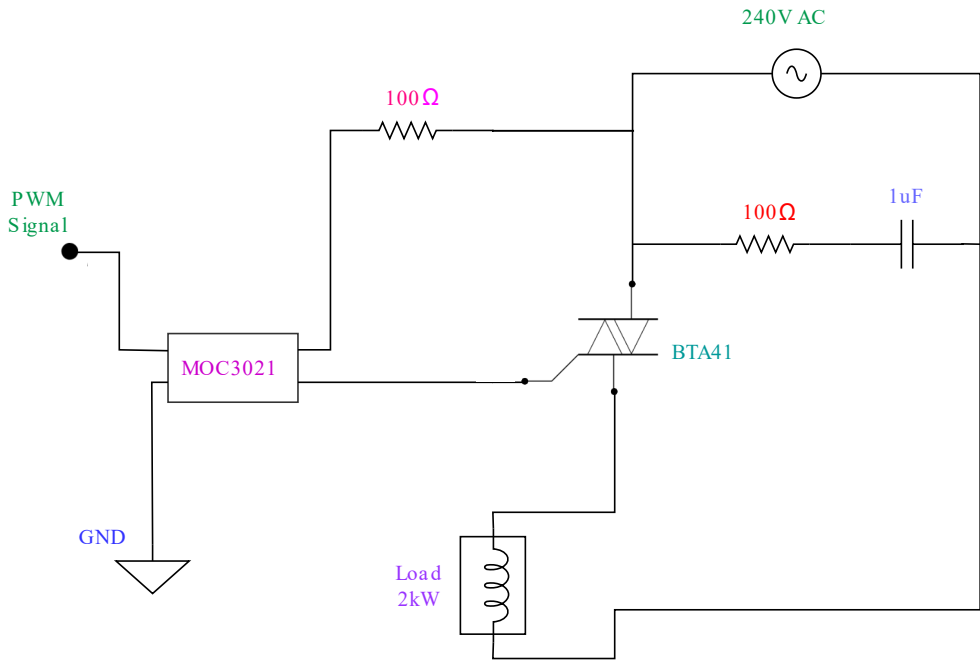 240V AC
100Ω
PWM
Signal
1uF
100Ω
MOC3021
BTA41
GND
Load
2kW